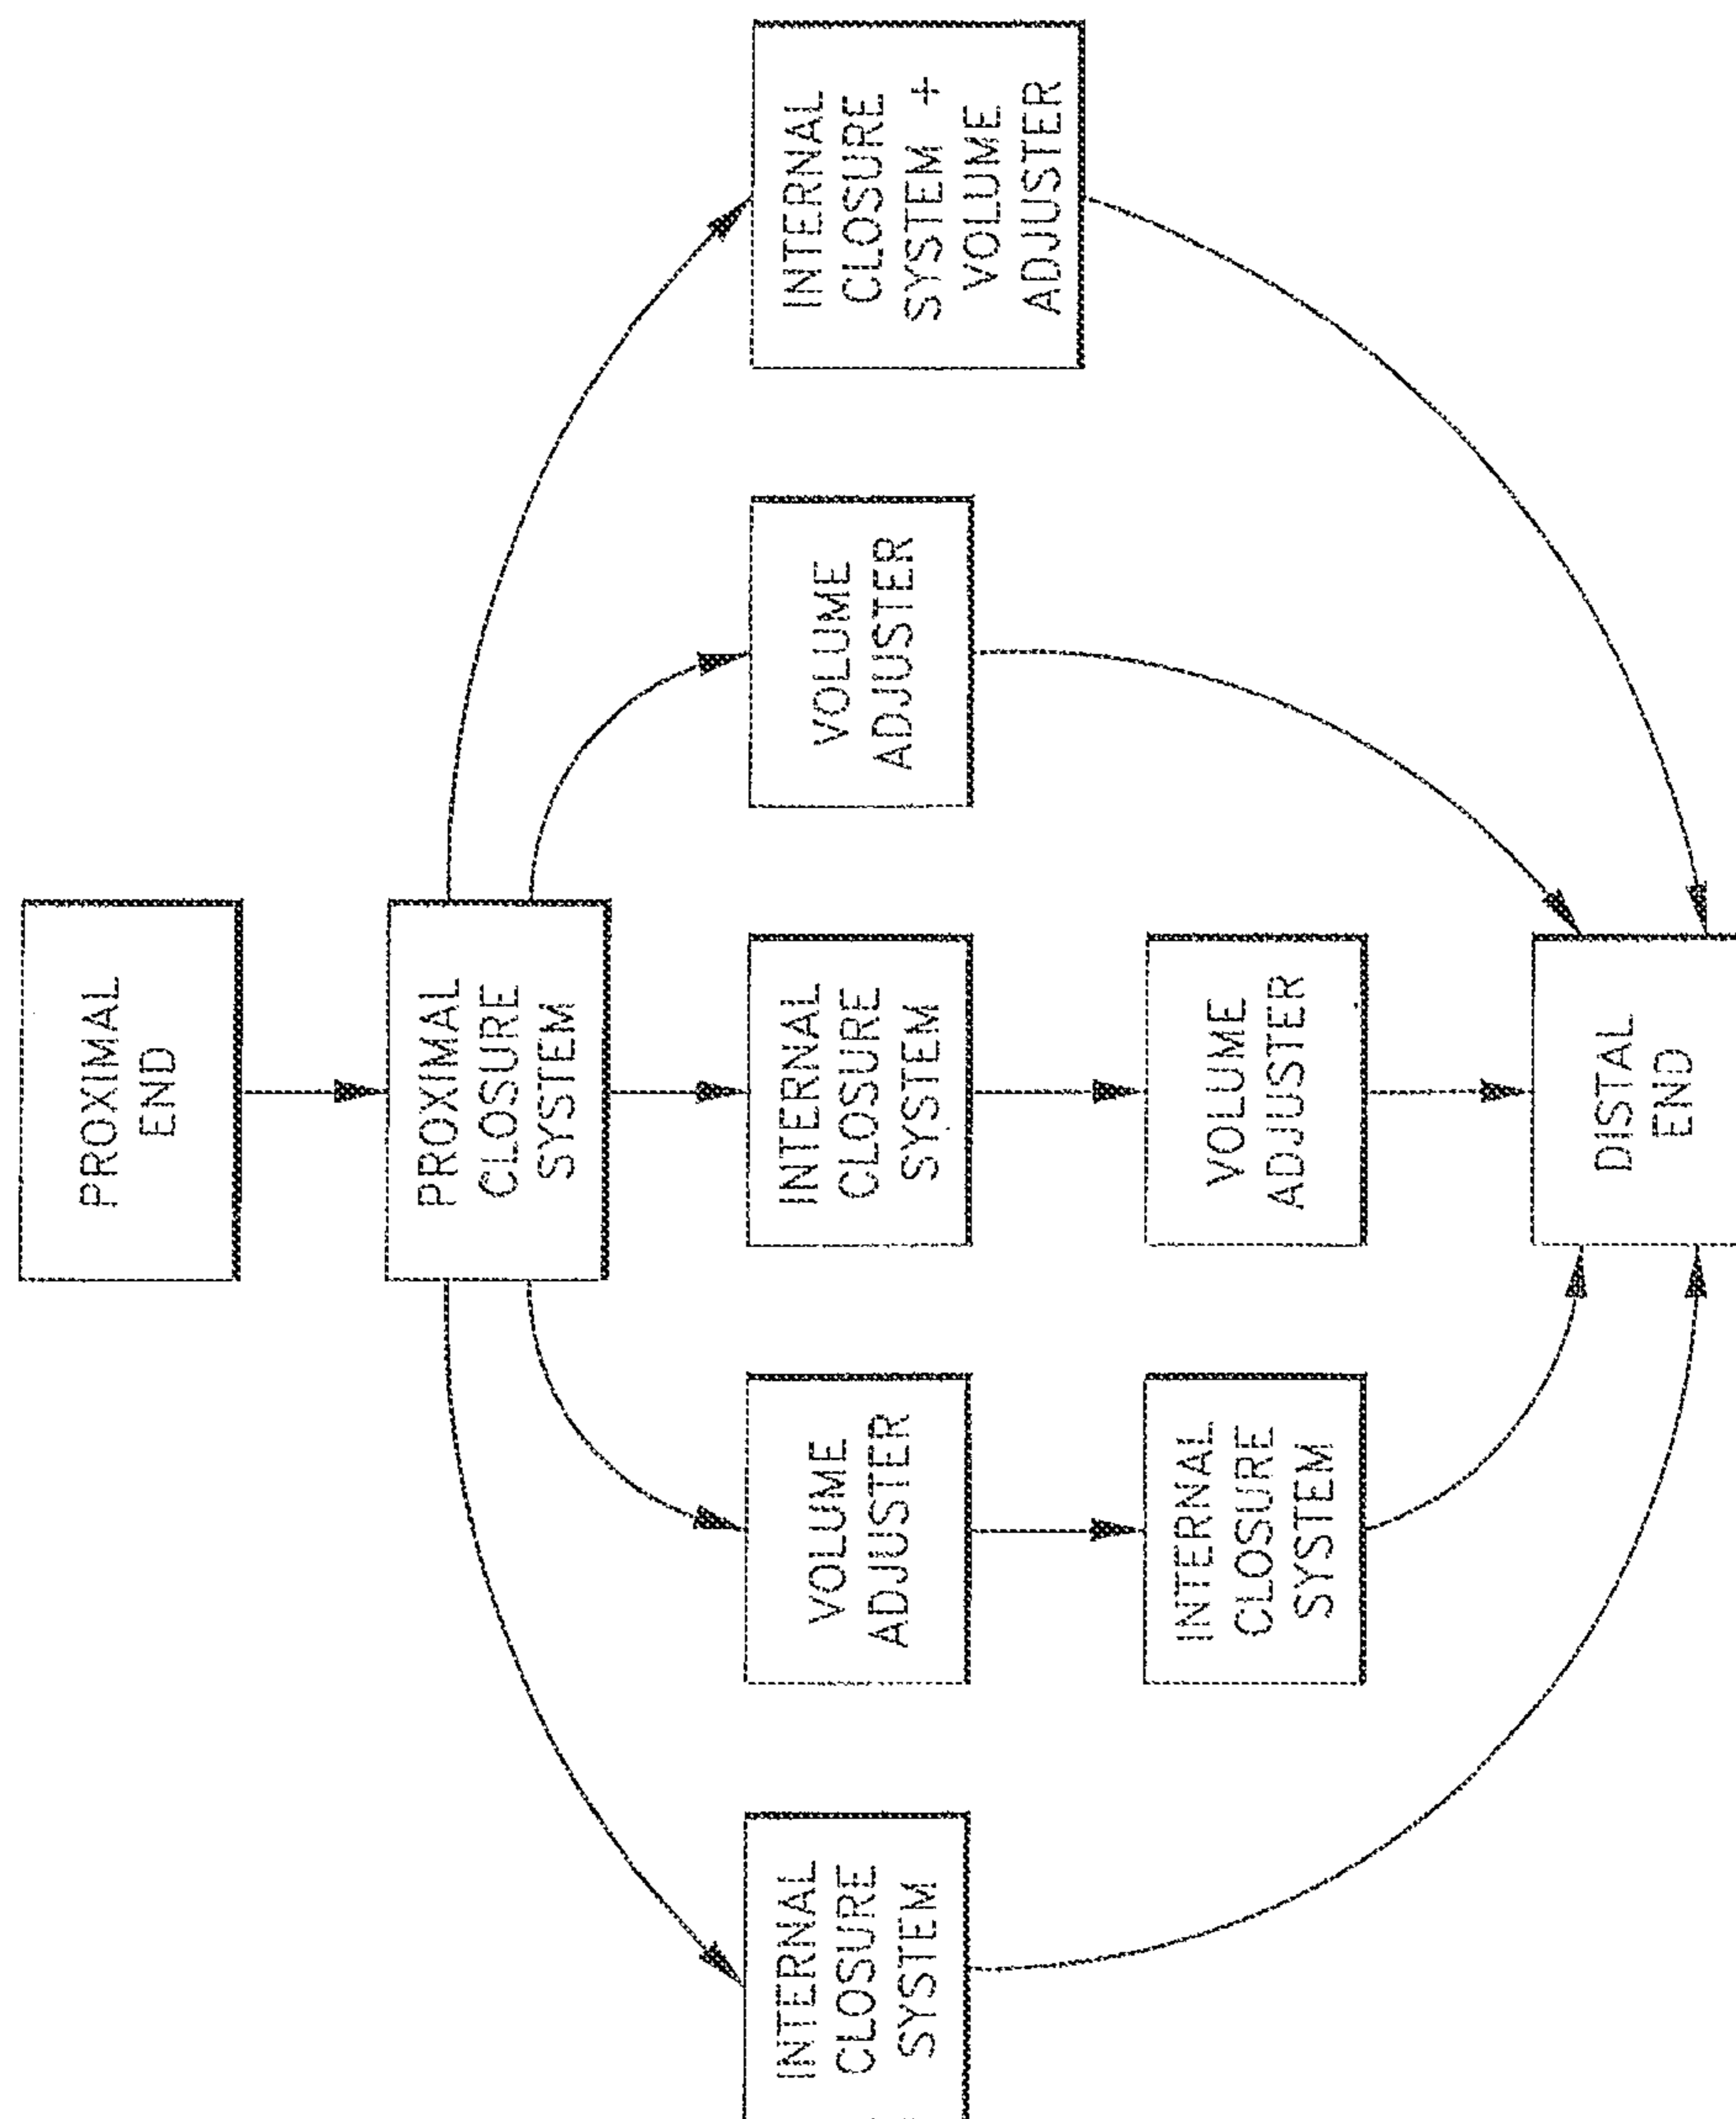 PROXIMAL
END
PROXIMAL
CLOSURE
SYSTEM
INTERNAL
CLOSURE
SYSTEM
VOLUME
ADJUSTER
INTERNAL
CLOSURE
SYSTEM
VOLUME
ADJUSTER
INTERNAL
CLOSURE
SYSTEM +
VOLUME
ADJUSTER
INTERNAL
CLOSURE
SYSTEM
VOLUME
ADJUSTER
DISTAL
END